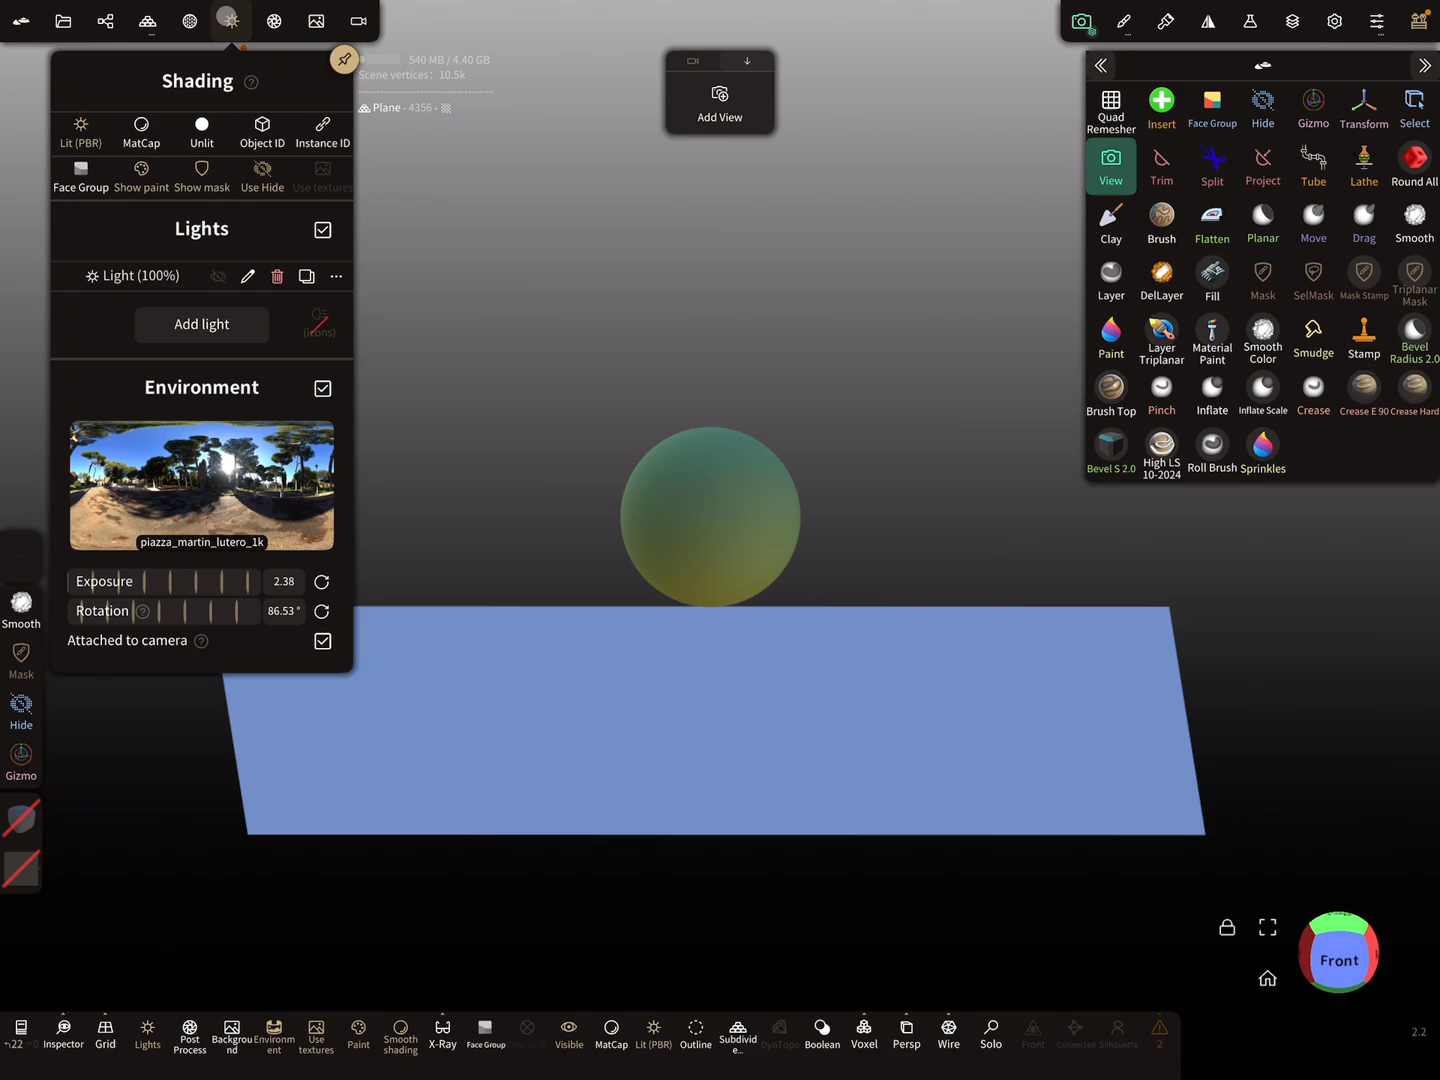 540 MB / 4.40 GB
Scene vertices: 10.5k
Plane - 4356 -
Add View
Shading
Lit (PBR)
MatCap
Unlit
Object ID
Instance ID
Face Group
Show paint
Show mask
Use Hide
Use textures
Lights
Light (100%)
Add light
(icons)
Environment
piazza_martin_lutero_1k
Exposure
2.38
Rotation
86.53 °
Attached to camera
Smooth
Mask
Hide
Gizmo
Quad
Remesher
Insert
Face Group
Hide
Gizmo
Transform
Select
View
Trim
Split
Project
Tube
Lathe
Round All
Clay
Brush
Flatten
Planar
Move
Drag
Smooth
Layer
DelLayer
Fill
Mask
SelMask
Mask Stamp
Triplanar
Mask
Paint
Layer
Triplanar
Material
Paint
Smooth
Color
Smudge
Stamp
Bevel
Radius 2.0
Brush Top
Pinch
Inflate
Inflate Scale
Crease
Crease E 90
Crease Hard
Bevel S 2.0
High LS
10-2024
Roll Brush
Sprinkles
Front
2.2
Inspector
Grid
Lights
Post
Process
Backgrou
nd
Environm
ent
Use
textures
Paint
Smooth
shading
X-Ray
Face Group
Visible
MatCap
Lit (PBR)
Outline
Subdivid
e...
DynTopo
Boolean
Voxel
Persp
Wire
Solo
Front
Connected
Silhouette
2